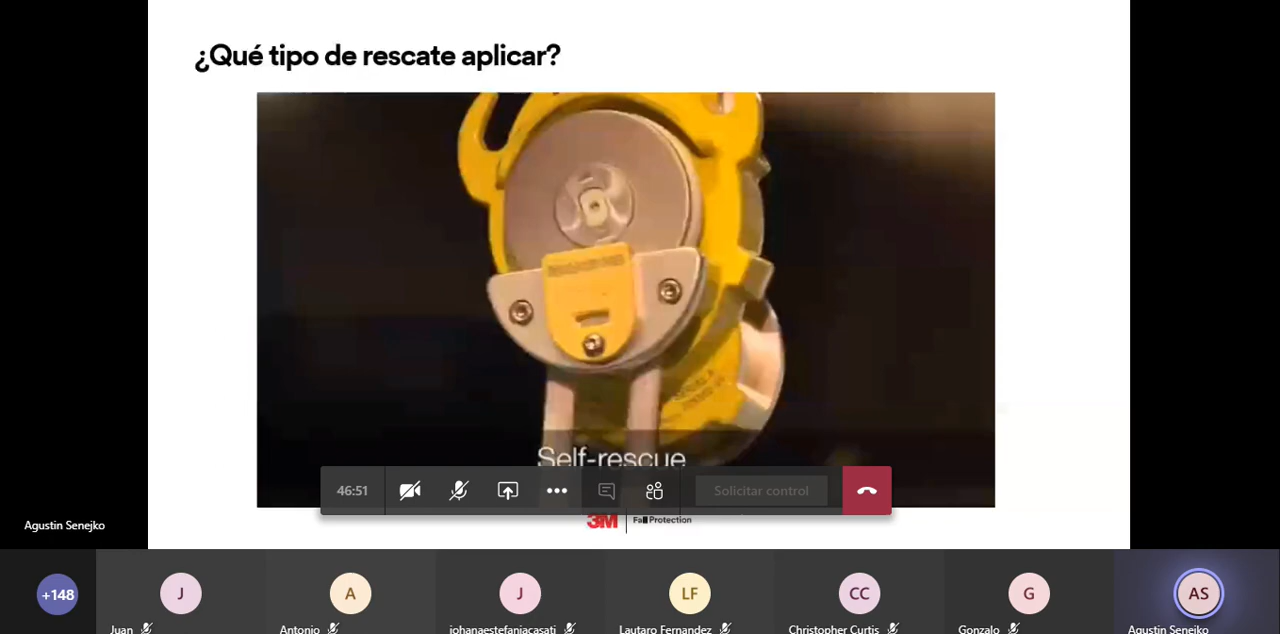 ¿Qué tipo de rescate aplicar?
Self-rescue
46:51
Solicitar control
3M
Fall Protection
Agustin Senejko
+148
J
A
J
LF
CC
G
AS
Juan
Antonio
johanaestefaniacasati
Lautaro Fernandez
Christopher Curtis
Gonzalo
Agustin Senejko